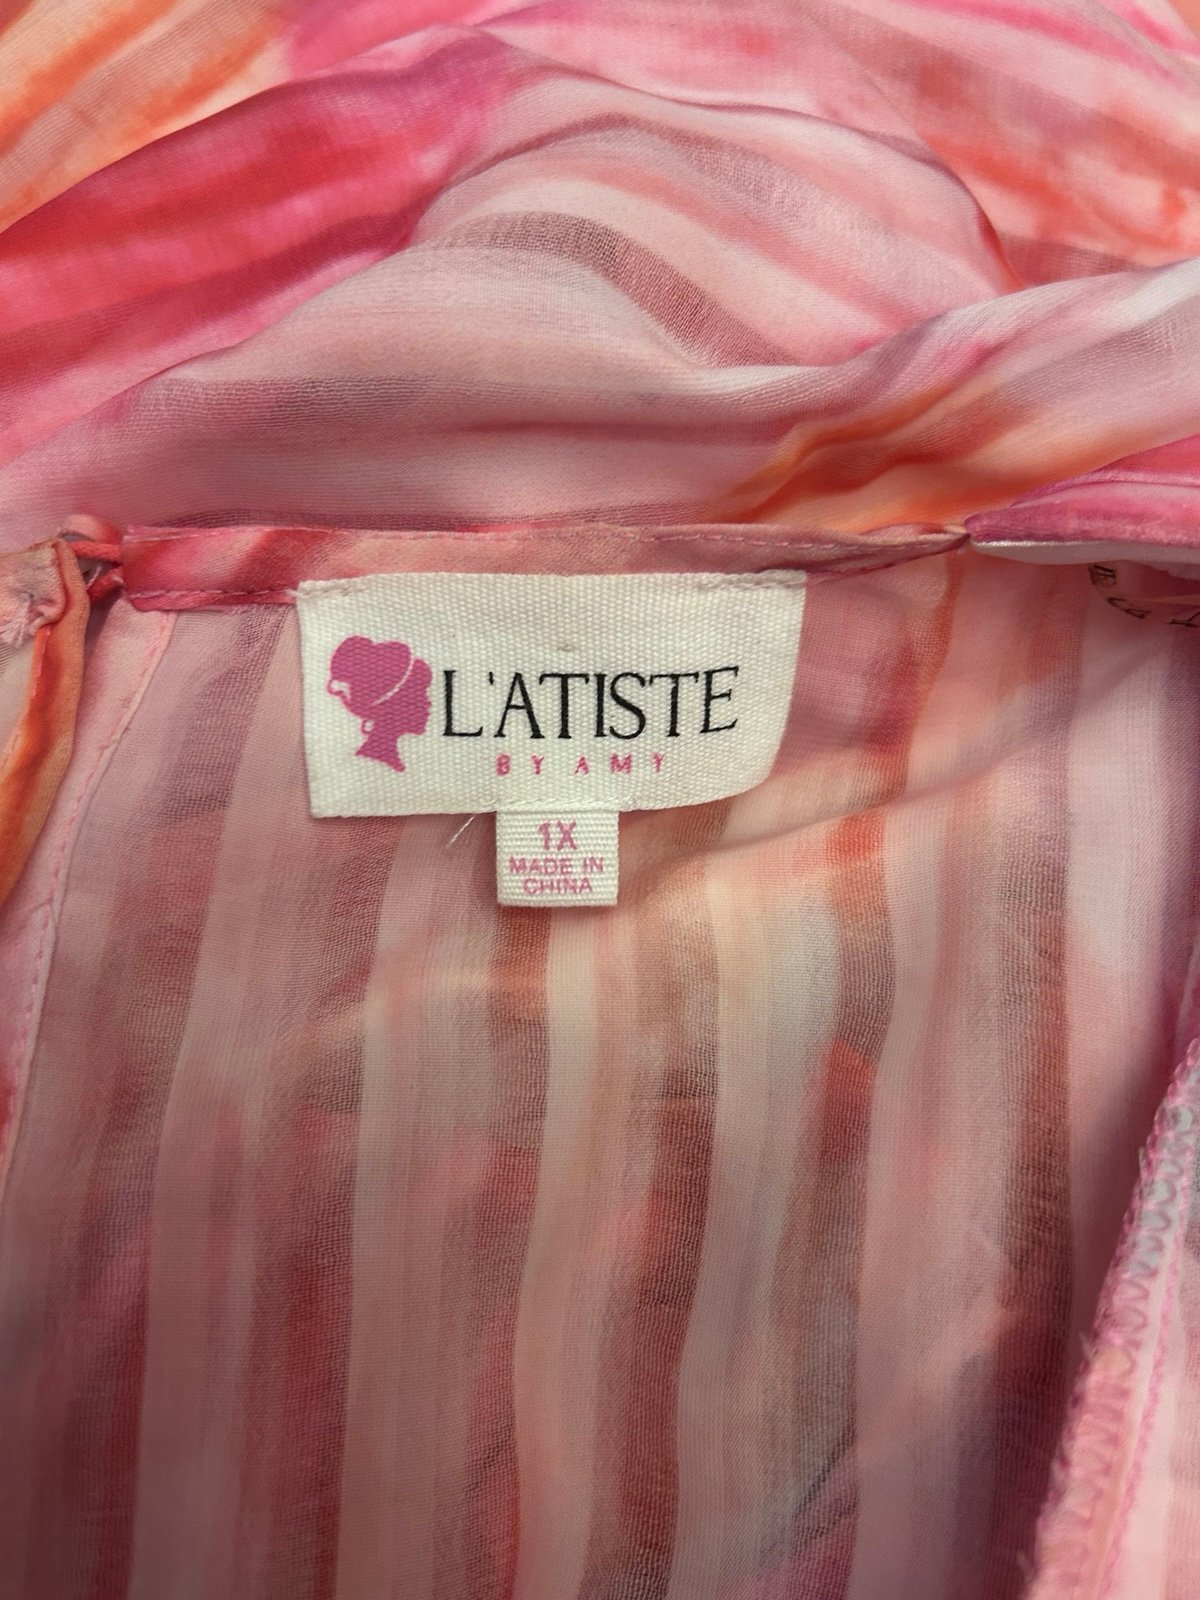 L'ATISTE
BY AMY
1X
MADE IN
CHINA